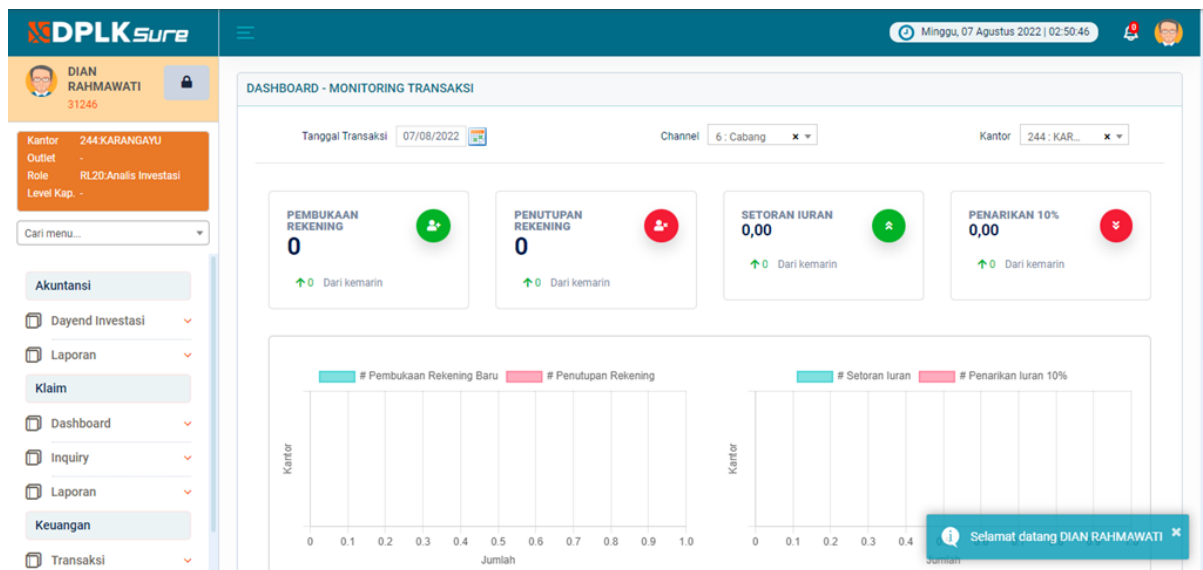 DPLK Sure
Minggu, 07 Agustus 2022 | 02:50:46
DIAN
RAHMAWATI
31246
Kantor 244:KARANGAYU
Outlet -
Role RL20:Analis Investasi
Level Kap. -
Cari menu...
Akuntansi
Dayend Investasi
Laporan
Klaim
Dashboard
Inquiry
Laporan
Keuangan
Transaksi
DASHBOARD - MONITORING TRANSAKSI
Tanggal Transaksi 07/08/2022 Channel 6 : Cabang × Kantor 244 : KAR... ×
PEMBUKAAN
REKENING
0
0 Dari kemarin
PENUTUPAN
REKENING
0
0 Dari kemarin
SETORAN IURAN
0,00
0 Dari kemarin
PENARIKAN 10%
0,00
0 Dari kemarin
# Pembukaan Rekening Baru # Penutupan Rekening
Kantor
0 0.1 0.2 0.3 0.4 0.5 0.6 0.7 0.8 0.9 1.0
Jumlah
# Setoran Iuran # Penarikan Iuran 10%
Kantor
0 0.1 0.2 0.3 0.4
Jumlah
Selamat datang DIAN RAHMAWATI ×